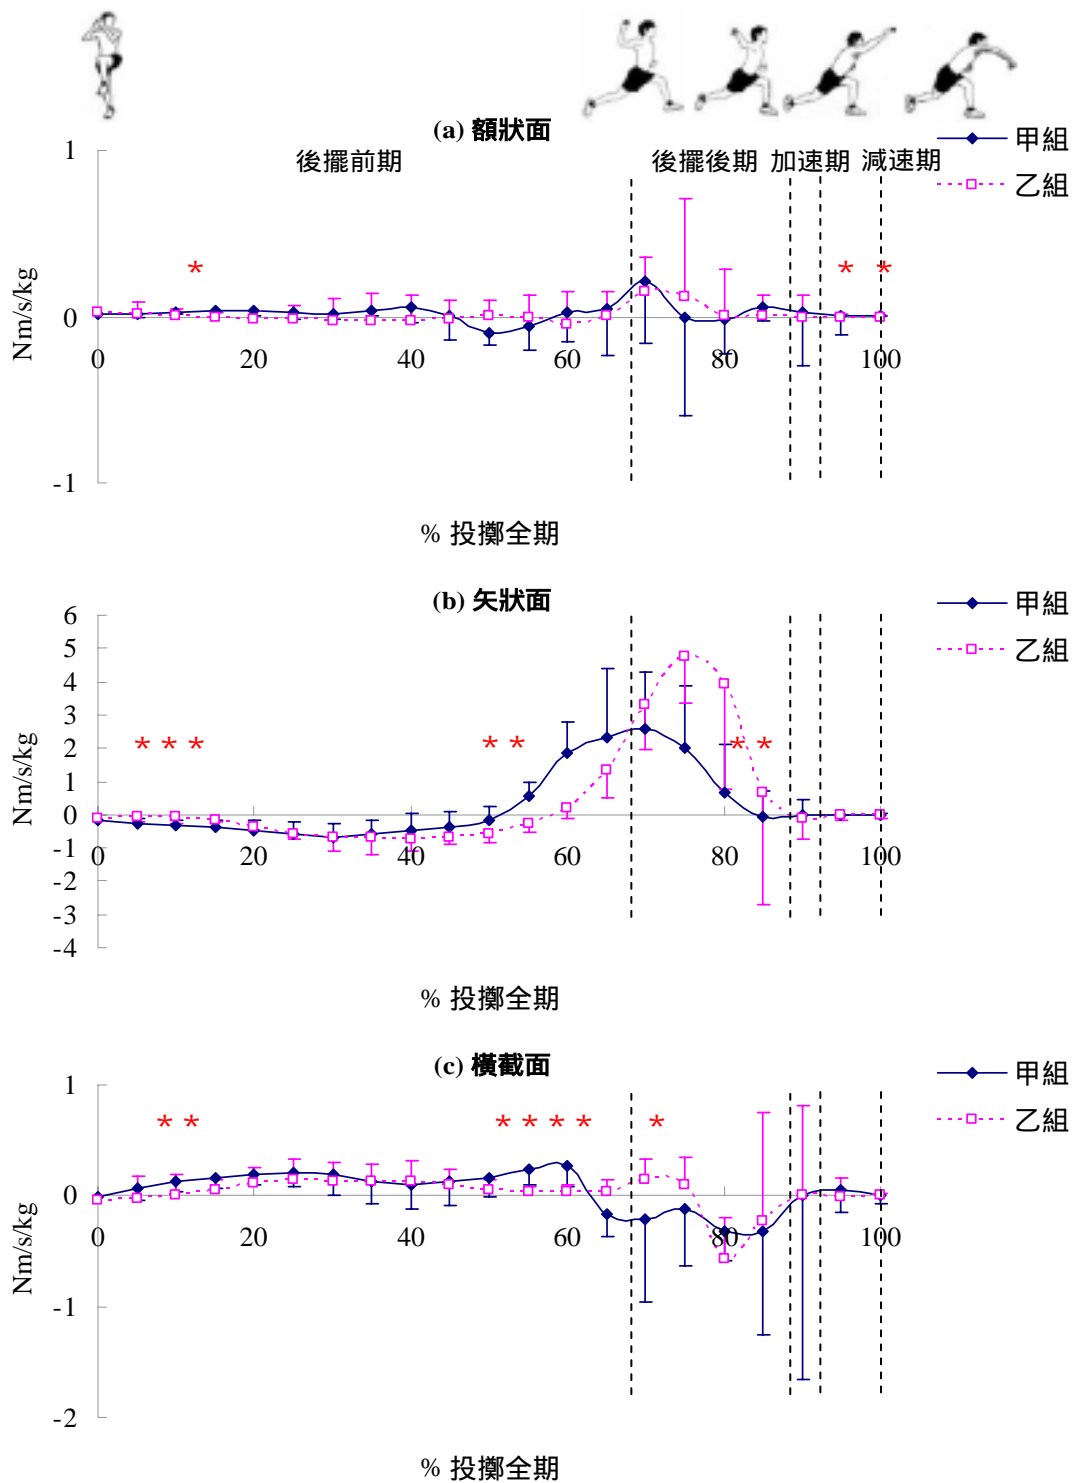 (a) 額狀面
甲組
乙組
後擺前期 後擺後期 加速期 減速期
1
0
-1
Nm/s/kg
*
* *
0 20 40 60 80 100
% 投擲全期
(b) 矢狀面
甲組
乙組
6
5
4
3
2
1
0
-1
-2
-3
-4
Nm/s/kg
* * *
* *
* *
0 20 40 60 80 100
% 投擲全期
(c) 橫截面
甲組
乙組
1
0
-1
-2
Nm/s/kg
* *
* * * *
*
0 20 40 60 80 100
% 投擲全期